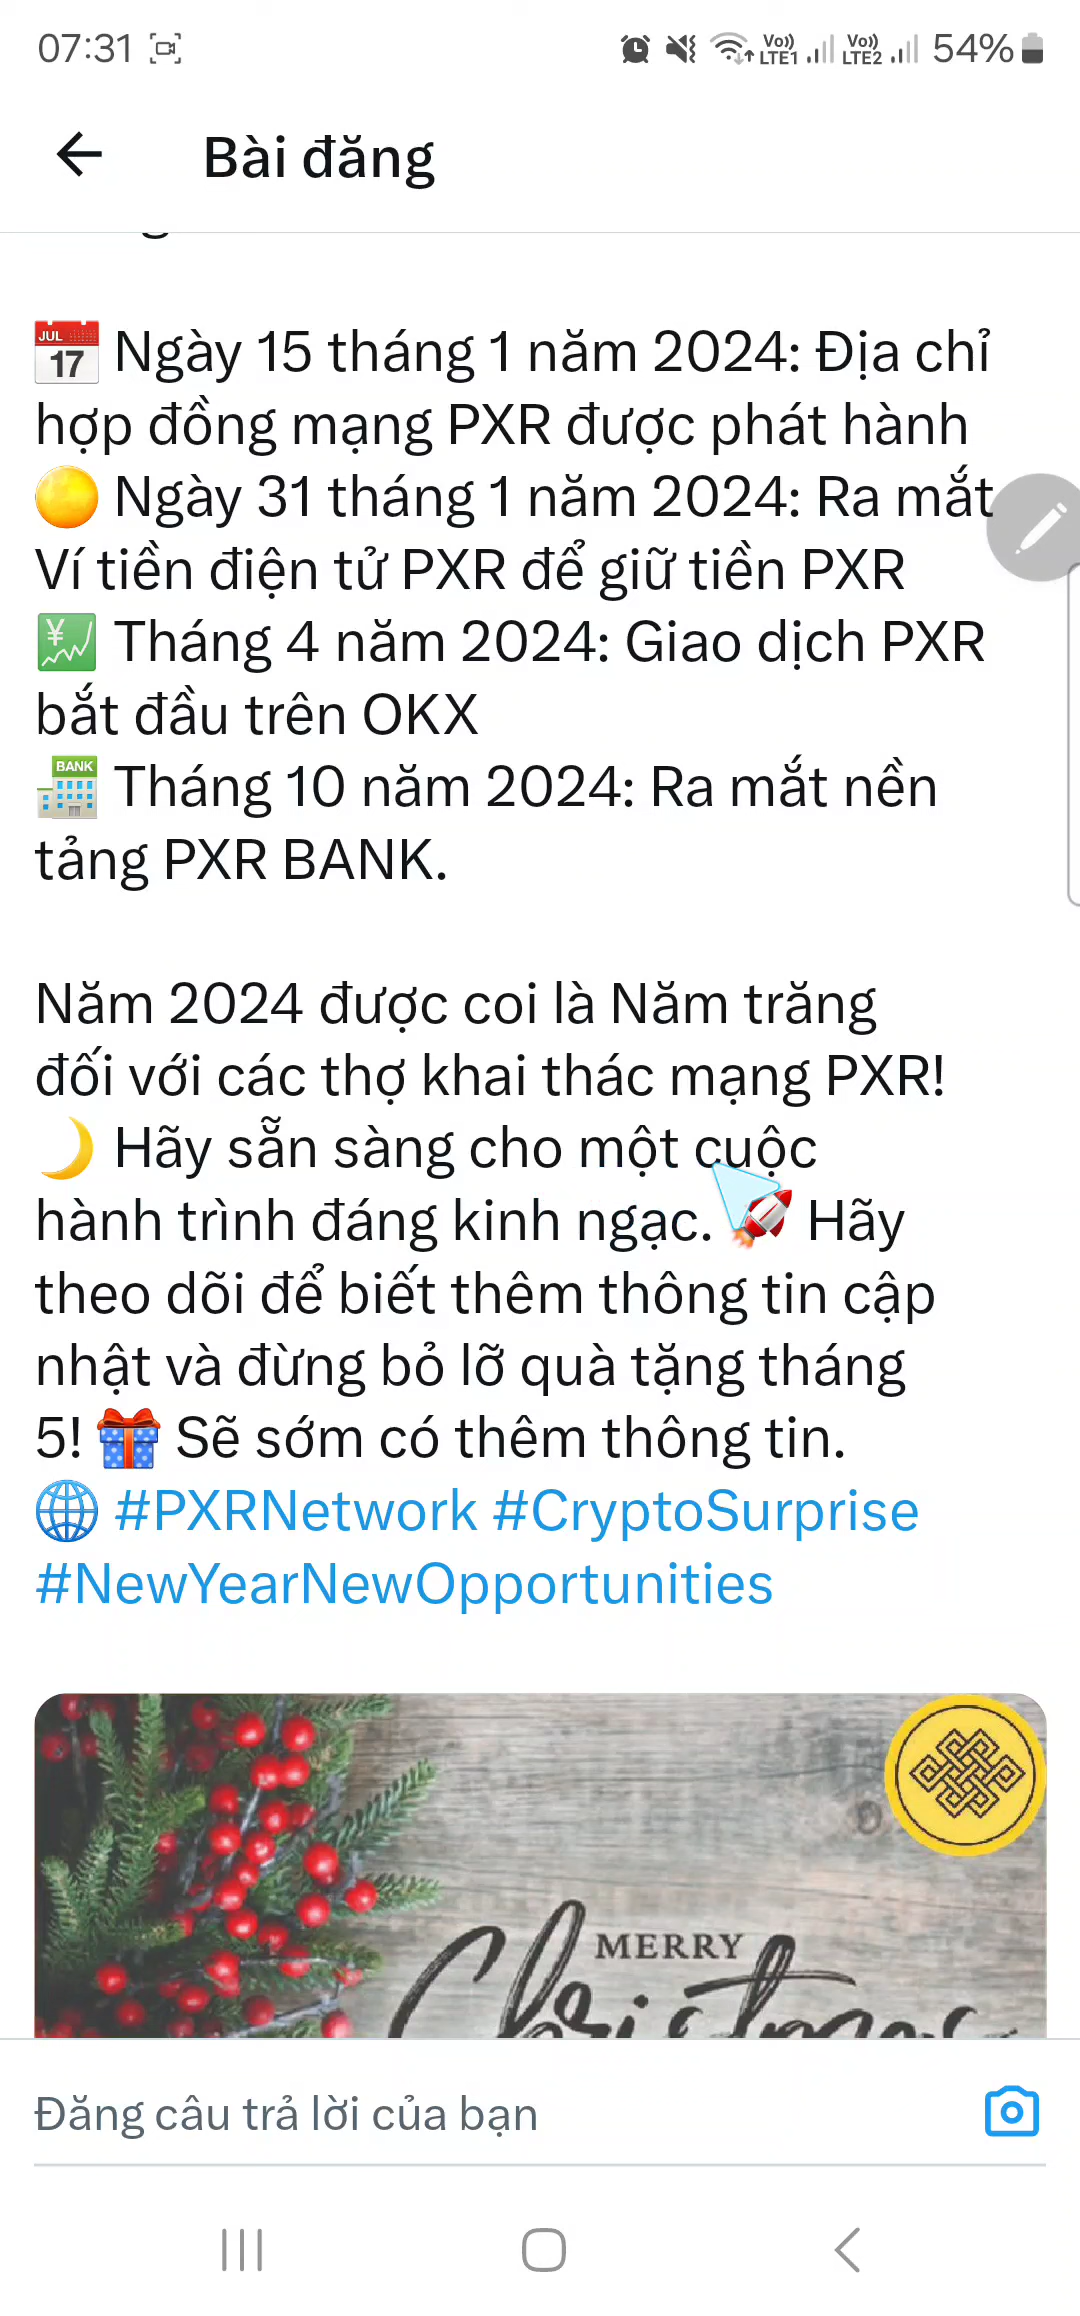 07:31
Vo)) LTE1 Vo)) LTE2 54%
Bài đăng
JUL 17 Ngày 15 tháng 1 năm 2024: Địa chỉ
hợp đồng mạng PXR được phát hành
Ngày 31 tháng 1 năm 2024: Ra mắt
Ví tiền điện tử PXR để giữ tiền PXR
Tháng 4 năm 2024: Giao dịch PXR
bắt đầu trên OKX
BANK Tháng 10 năm 2024: Ra mắt nền
tảng PXR BANK.
Năm 2024 được coi là Năm trăng
đối với các thợ khai thác mạng PXR!
Hãy sẵn sàng cho một cuộc
hành trình đáng kinh ngạc. Hãy
theo dõi để biết thêm thông tin cập
nhật và đừng bỏ lỡ quà tặng tháng
5! Sẽ sớm có thêm thông tin.
#PXRNetwork #CryptoSurprise
#NewYearNewOpportunities
MERRY
Christmas
Đăng câu trả lời của bạn